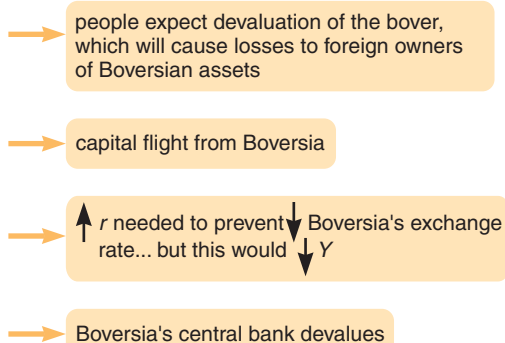 people expect devaluation of the bover,
which will cause losses to foreign owners
of Boversian assets
capital flight from Boversia
r needed to prevent Boversia's exchange
rate... but this would Y
Boversia's central bank devalues